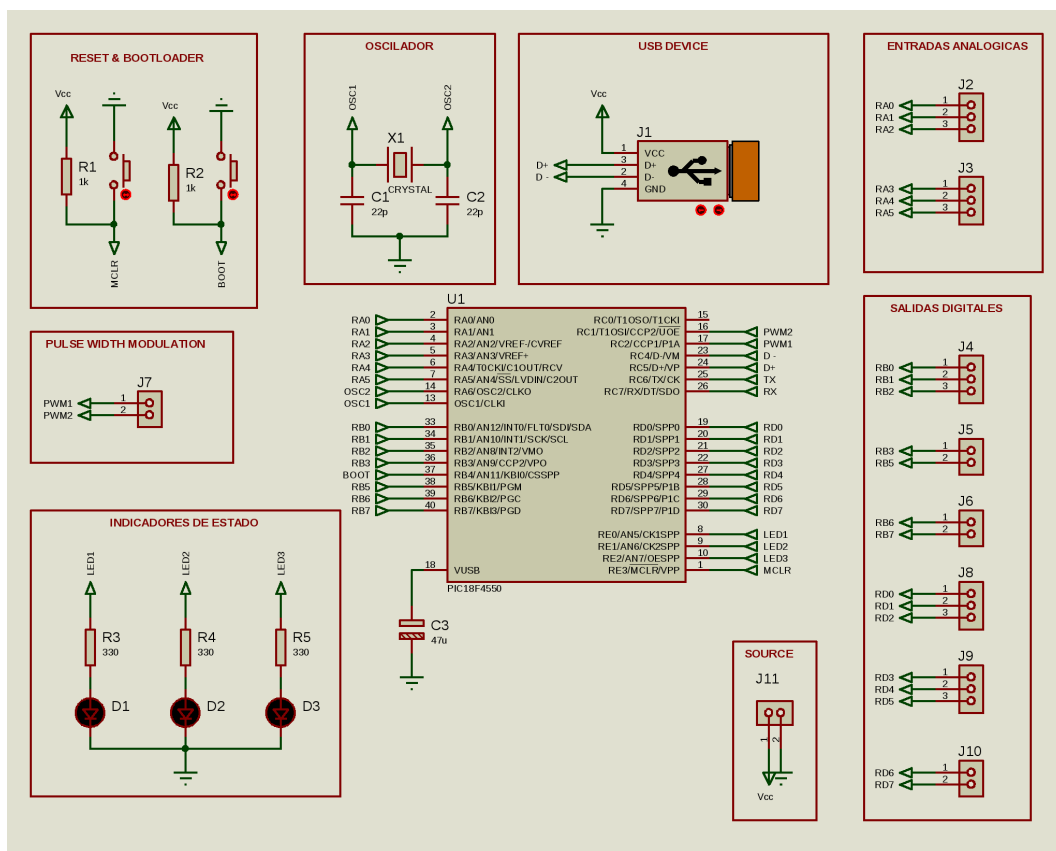 RESET & BOOTLOADER
Vcc
R1
1k
MCLR
Vcc
R2
1k
BOOT
OSCILADOR
OSC1
OSC2
X1
CRYSTAL
C1
22p
C2
22p
USB DEVICE
Vcc
J1
1
3
2
4
VCC
D+
D-
GND
D+
D -
ENTRADAS ANALOGICAS
J2
RA0 1
RA1 2
RA2 3
J3
RA3 1
RA4 2
RA5 3
PULSE WIDTH MODULATION
J7
PWM1 1
PWM2 2
U1
RA0 2 RA0/AN0
RA1 3 RA1/AN1
RA2 4 RA2/AN2/VREF-/CVREF
RA3 5 RA3/AN3/VREF+
RA4 6 RA4/T0CKI/C1OUT/RCV
RA5 7 RA5/AN4/SS/LVDIN/C2OUT
OSC2 14 RA6/OSC2/CLKO
OSC1 13 OSC1/CLKI
RB0 33 RB0/AN12/INT0/FLT0/SDI/SDA
RB1 34 RB1/AN10/INT1/SCK/SCL
RB2 35 RB2/AN8/INT2/VMO
RB3 36 RB3/AN9/CCP2/VPO
BOOT 37 RB4/AN11/KBI0/CSSPP
RB5 38 RB5/KBI1/PGM
RB6 39 RB6/KBI2/PGC
RB7 40 RB7/KBI3/PGD
18 VUSB
RC0/T1OSO/T1CKI 15
RC1/T1OSI/CCP2/UOE 16 PWM2
RC2/CCP1/P1A 17 PWM1
RC4/D-/VM 23 D -
RC5/D+/VP 24 D+
RC6/TX/CK 25 TX
RC7/RX/DT/SDO 26 RX
RD0/SPP0 19 RD0
RD1/SPP1 20 RD1
RD2/SPP2 21 RD2
RD3/SPP3 22 RD3
RD4/SPP4 27 RD4
RD5/SPP5/P1B 28 RD5
RD6/SPP6/P1C 29 RD6
RD7/SPP7/P1D 30 RD7
RE0/AN5/CK1SPP 8 LED1
RE1/AN6/CK2SPP 9 LED2
RE2/AN7/OESPP 10 LED3
RE3/MCLR/VPP 1 MCLR
PIC18F4550
C3
47u
INDICADORES DE ESTADO
LED1
LED2
LED3
R3
330
R4
330
R5
330
D1
D2
D3
SOURCE
J11
1
2
Vcc
SALIDAS DIGITALES
J4
RB0 1
RB1 2
RB2 3
J5
RB3 1
RB5 2
J6
RB6 1
RB7 2
J8
RD0 1
RD1 2
RD2 3
J9
RD3 1
RD4 2
RD5 3
J10
RD6 1
RD7 2